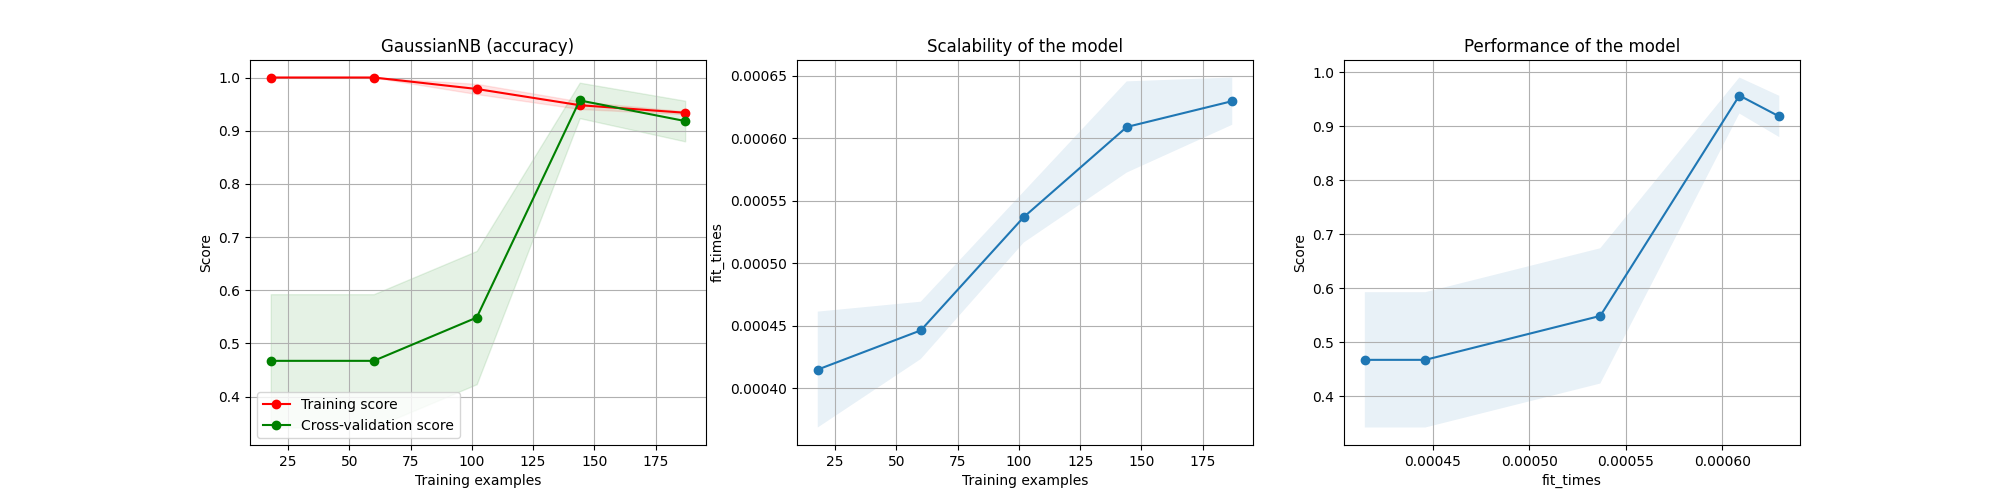 GaussianNB (accuracy)
1.0
0.9
0.8
0.7
0.6
0.5
0.4
Score
Training score
Cross-validation score
25 50 75 100 125 150 175
Training examples
Scalability of the model
0.00065
0.00060
0.00055
0.00050
0.00045
0.00040
fit_times
25 50 75 100 125 150 175
Training examples
Performance of the model
1.0
0.9
0.8
0.7
0.6
0.5
0.4
Score
0.00045 0.00050 0.00055 0.00060
fit_times